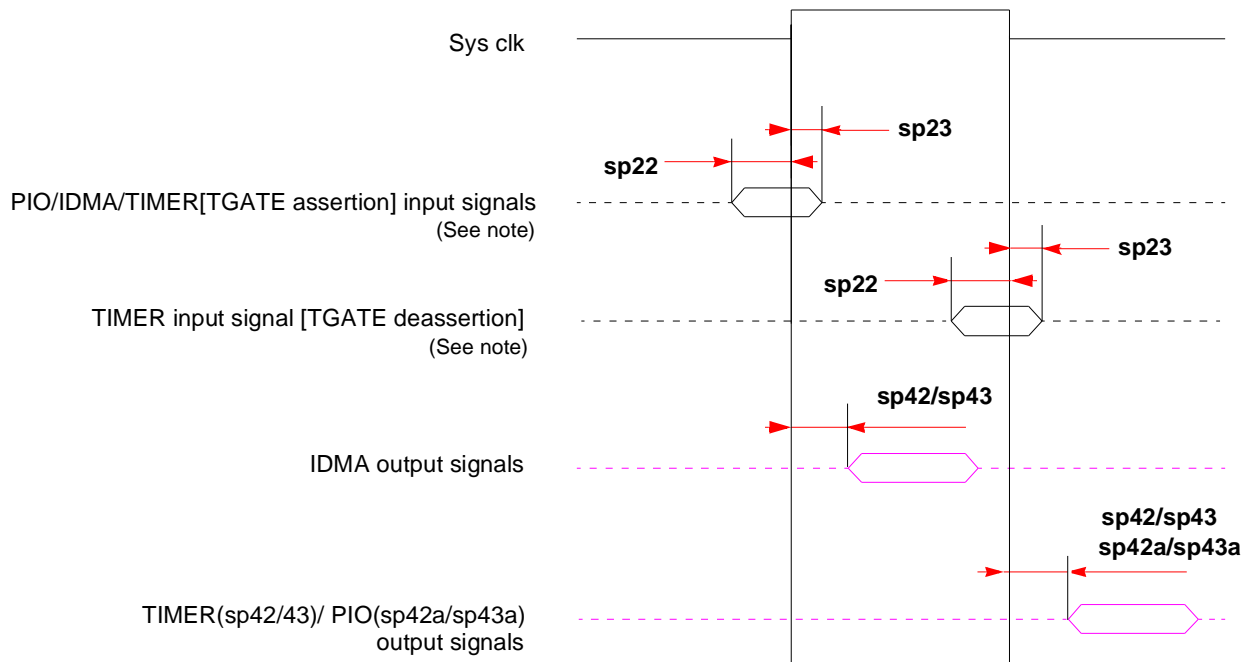 Sys clk
sp23
sp22
PIO/IDMA/TIMER[TGATE assertion] input signals
(See note)
sp23
sp22
TIMER input signal [TGATE deassertion]
(See note)
sp42/sp43
IDMA output signals
sp42/sp43
sp42a/sp43a
TIMER(sp42/43)/ PIO(sp42a/sp43a)
output signals